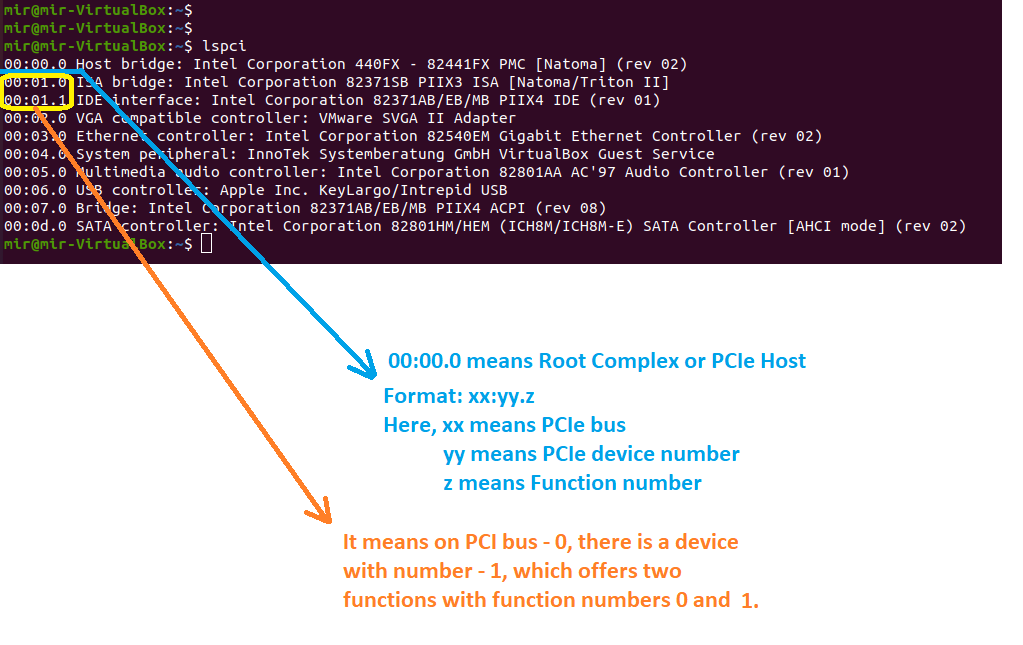 mir@mir-VirtualBox:~$
mir@mir-VirtualBox:~$
mir@mir-VirtualBox:~$ lspci
00:00.0 Host bridge: Intel Corporation 440FX - 82441FX PMC [Natoma] (rev 02)
00:01.0 ISA bridge: Intel Corporation 82371SB PIIX3 ISA [Natoma/Triton II]
00:01.1 IDE interface: Intel Corporation 82371AB/EB/MB PIIX4 IDE (rev 01)
00:02.0 VGA compatible controller: VMware SVGA II Adapter
00:03.0 Ethernet controller: Intel Corporation 82540EM Gigabit Ethernet Controller (rev 02)
00:04.0 System peripheral: InnoTek Systemberatung GmbH VirtualBox Guest Service
00:05.0 Multimedia audio controller: Intel Corporation 82801AA AC'97 Audio Controller (rev 01)
00:06.0 USB controller: Apple Inc. KeyLargo/Intrepid USB
00:07.0 Bridge: Intel Corporation 82371AB/EB/MB PIIX4 ACPI (rev 08)
00:0d.0 SATA controller: Intel Corporation 82801HM/HEM (ICH8M/ICH8M-E) SATA Controller [AHCI mode] (rev 02)
mir@mir-VirtualBox:~$
00:00.0 means Root Complex or PCIe Host
Format: xx:yy.z
Here, xx means PCIe bus
yy means PCIe device number
z means Function number
It means on PCI bus - 0, there is a device
with number - 1, which offers two
functions with function numbers 0 and 1.